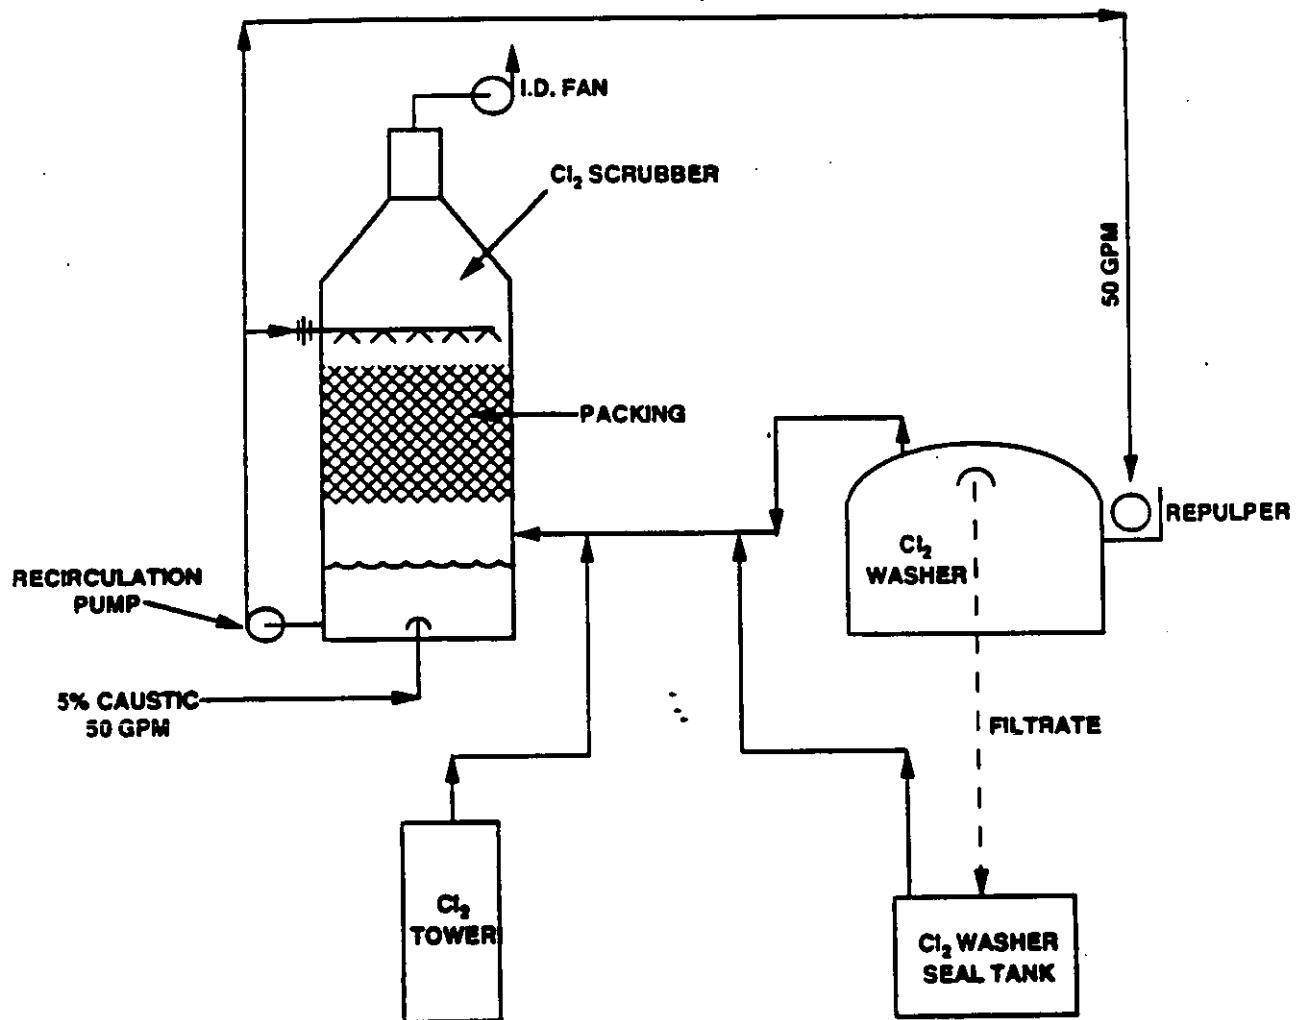 I.D. FAN
Cl₂ SCRUBBER
50 GPM
PACKING
REPULPER
Cl₂
WASHER
RECIRCULATION
PUMP
5% CAUSTIC
50 GPM
FILTRATE
Cl₂
TOWER
Cl₂ WASHER
SEAL TANK